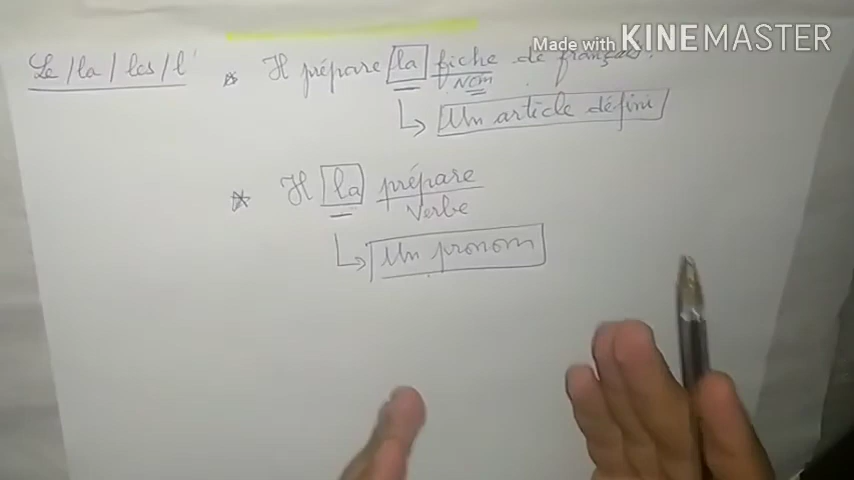 Made with KINEMASTER
Le / la / les / l'
* Il prépare la fiche de français.
Nom
Un article défini
* Il la prépare
Verbe
Un pronom